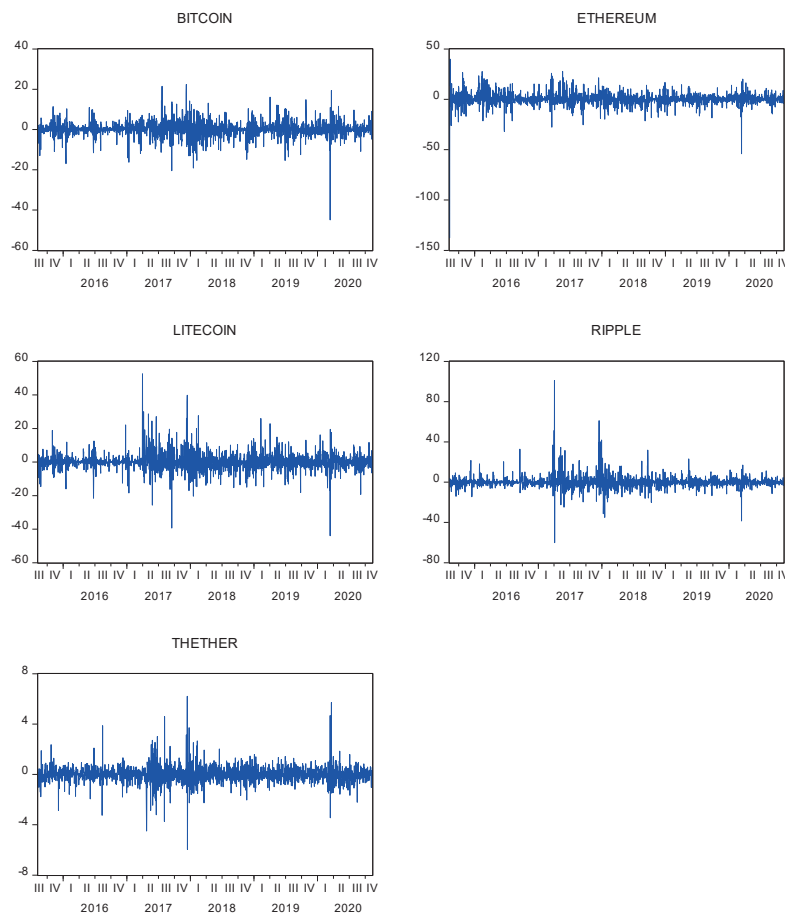 BITCOIN
40
20
0
-20
-40
-60
III IV I II III IV I II III IV I II III IV I II III IV I II III IV
2016 2017 2018 2019 2020
ETHEREUM
50
0
-50
-100
-150
III IV I II III IV I II III IV I II III IV I II III IV I II III IV
2016 2017 2018 2019 2020
LITECOIN
60
40
20
0
-20
-40
-60
III IV I II III IV I II III IV I II III IV I II III IV I II III IV
2016 2017 2018 2019 2020
RIPPLE
120
80
40
0
-40
-80
III IV I II III IV I II III IV I II III IV I II III IV I II III IV
2016 2017 2018 2019 2020
THETHER
8
4
0
-4
-8
III IV I II III IV I II III IV I II III IV I II III IV I II III IV
2016 2017 2018 2019 2020